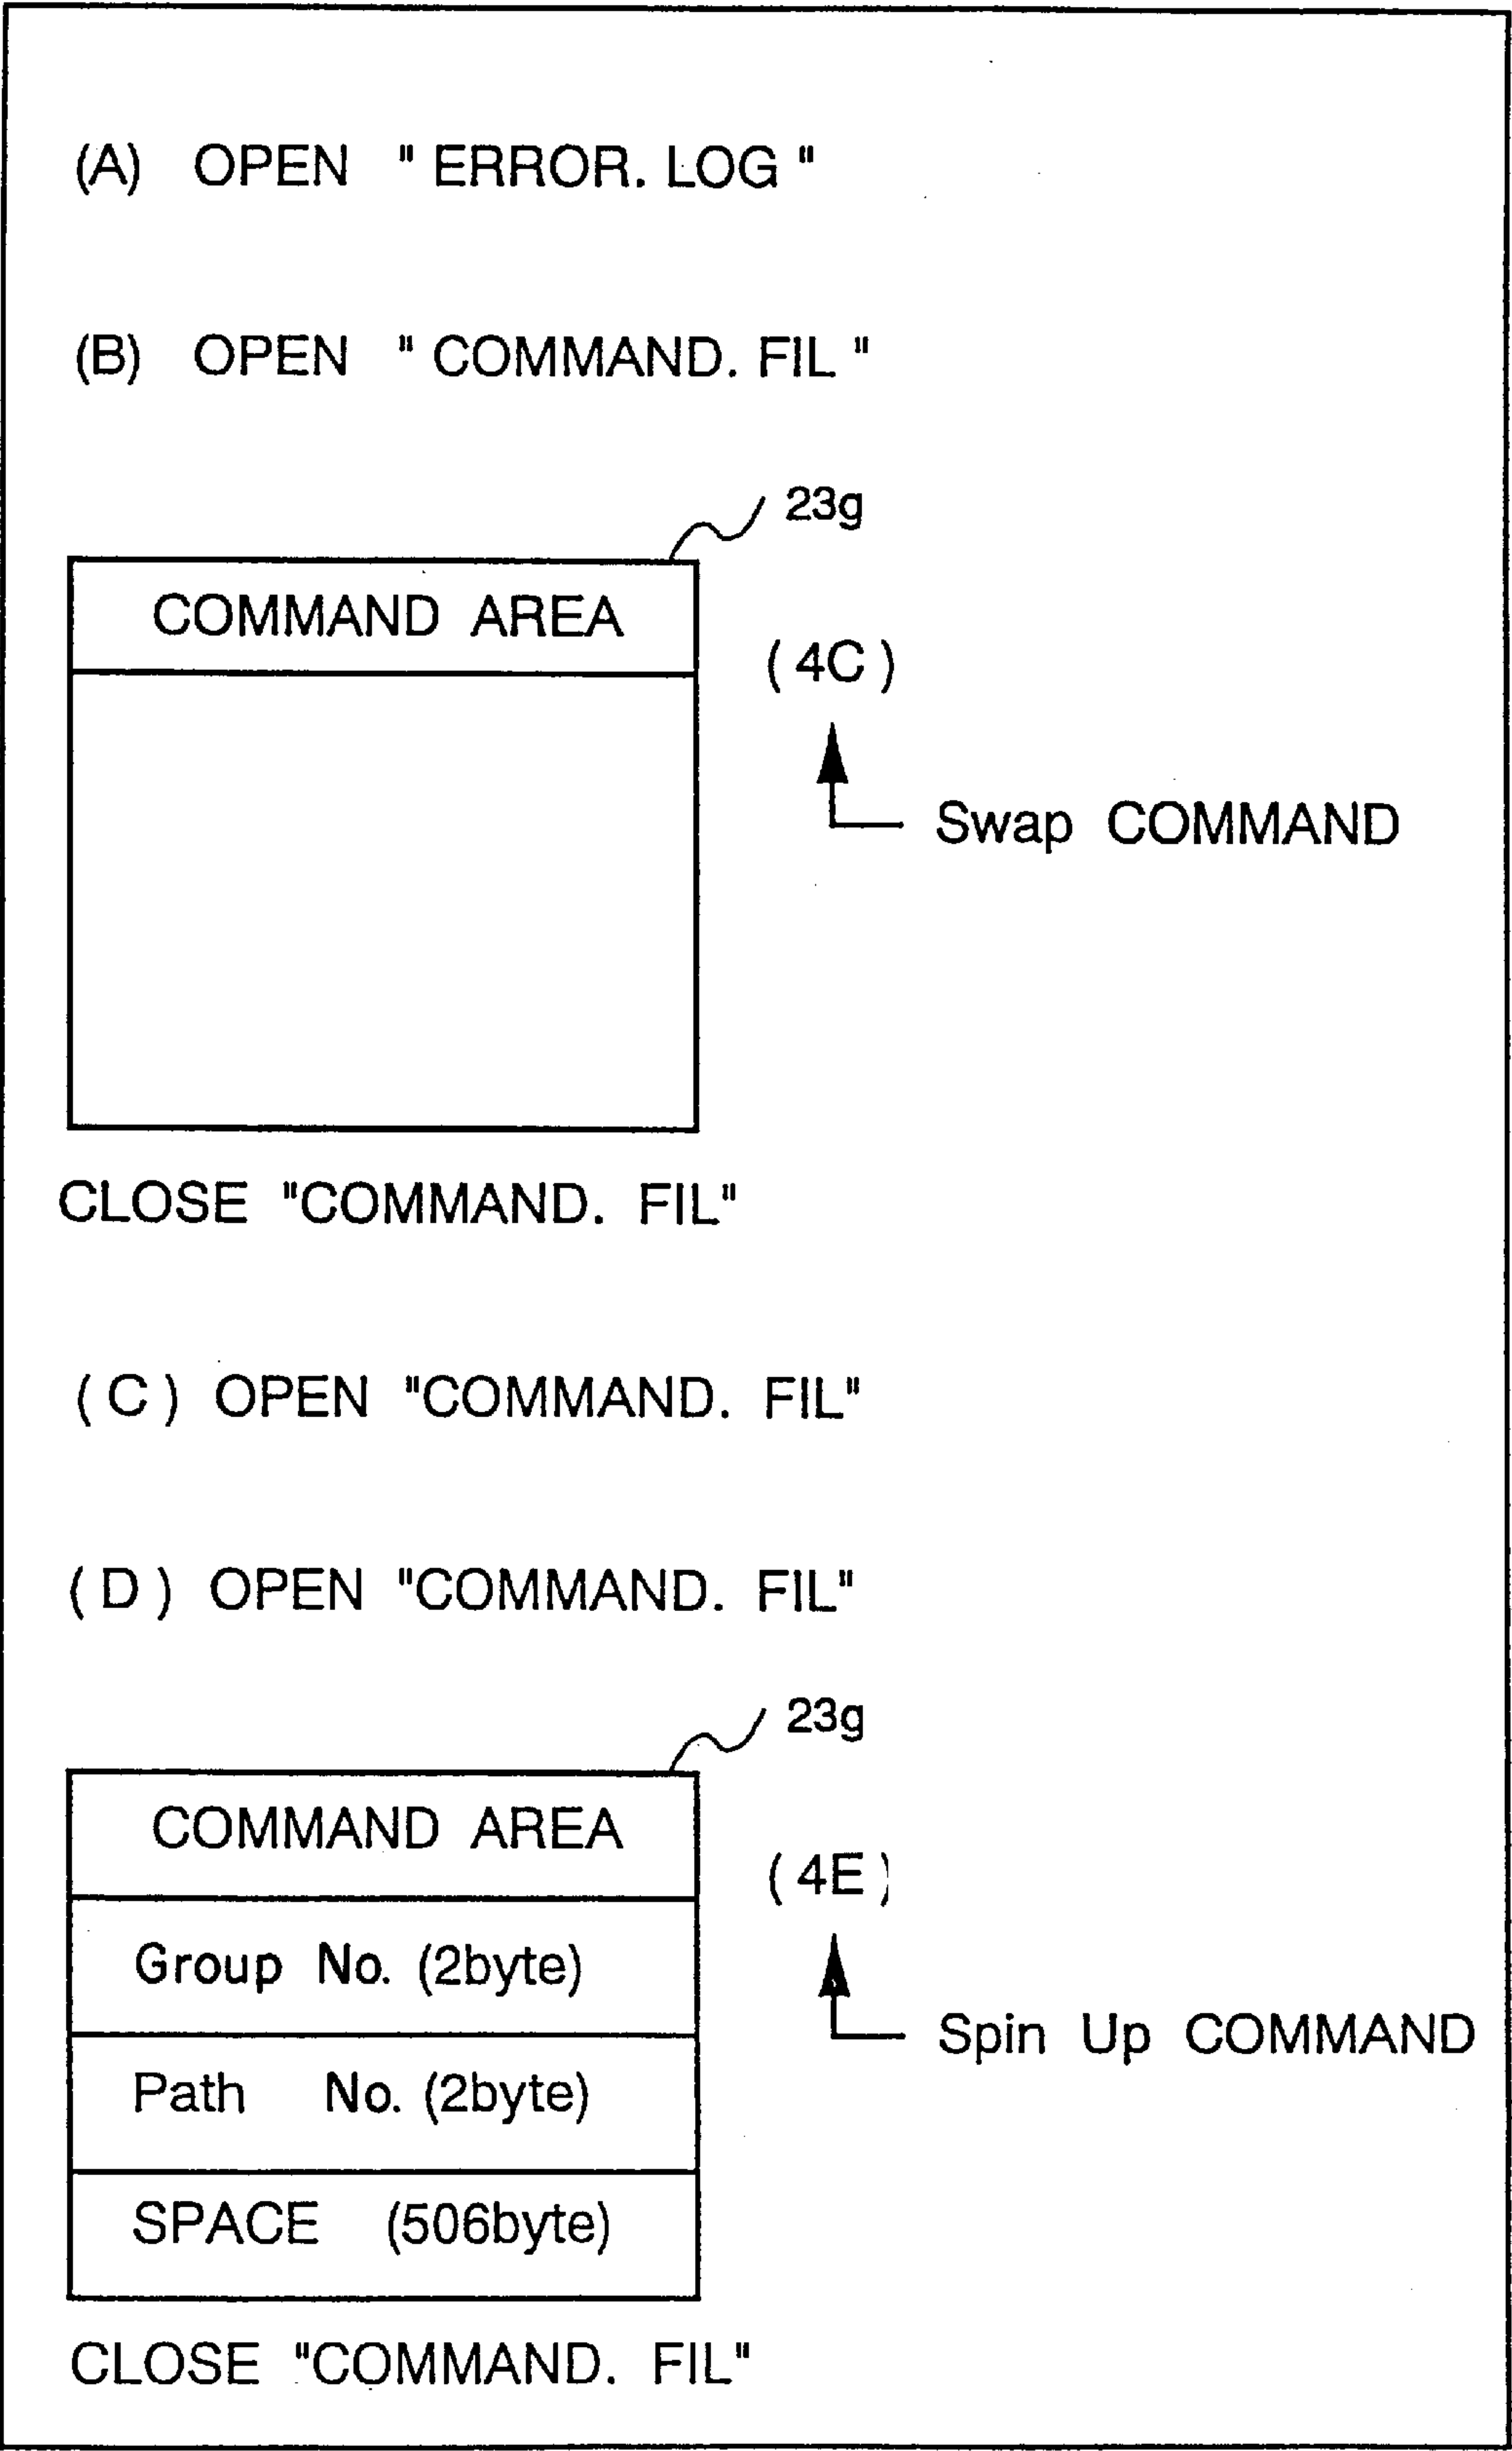 (A) OPEN " ERROR. LOG "
(B) OPEN " COMMAND. FIL "
23g
COMMAND AREA
( 4C )
Swap COMMAND
CLOSE "COMMAND. FIL"
( C ) OPEN "COMMAND. FIL"
( D ) OPEN "COMMAND. FIL"
23g
COMMAND AREA
( 4E )
Group No. (2byte)
Spin Up COMMAND
Path No. (2byte)
SPACE (506byte)
CLOSE "COMMAND. FIL"